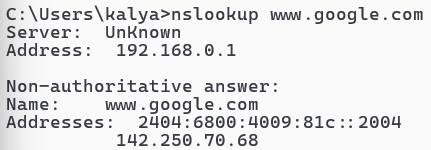 C:\Users\kalya>nslookup www.google.com
Server:  UnKnown
Address:  192.168.0.1

Non-authoritative answer:
Name:    www.google.com
Addresses:  2404:6800:4009:81c::2004
          142.250.70.68